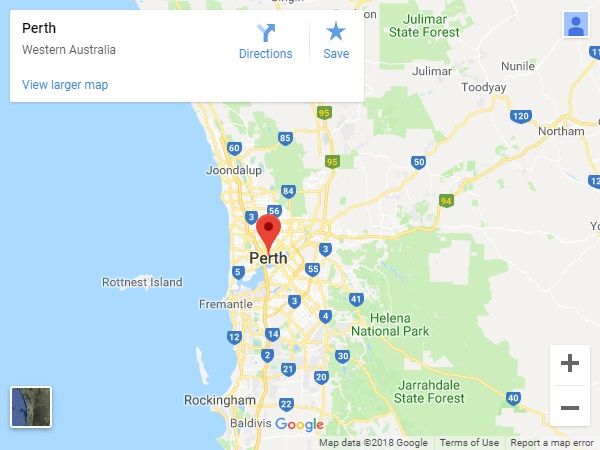 Perth
Western Australia
Directions
Save
View larger map
Julimar
State Forest
Nunile
Julimar
Toodyay
95
120
85
Northam
60
95
50
Joondalup
84
94
56
3
3
Perth
5
55
Rottnest Island
3
41
Fremantle
4
Helena
National Park
12
14
2
30
21
20
Jarrahdale
State Forest
40
Rockingham
22
Baldivis
Google
Map data ©2018 Google
Terms of Use
Report a map error